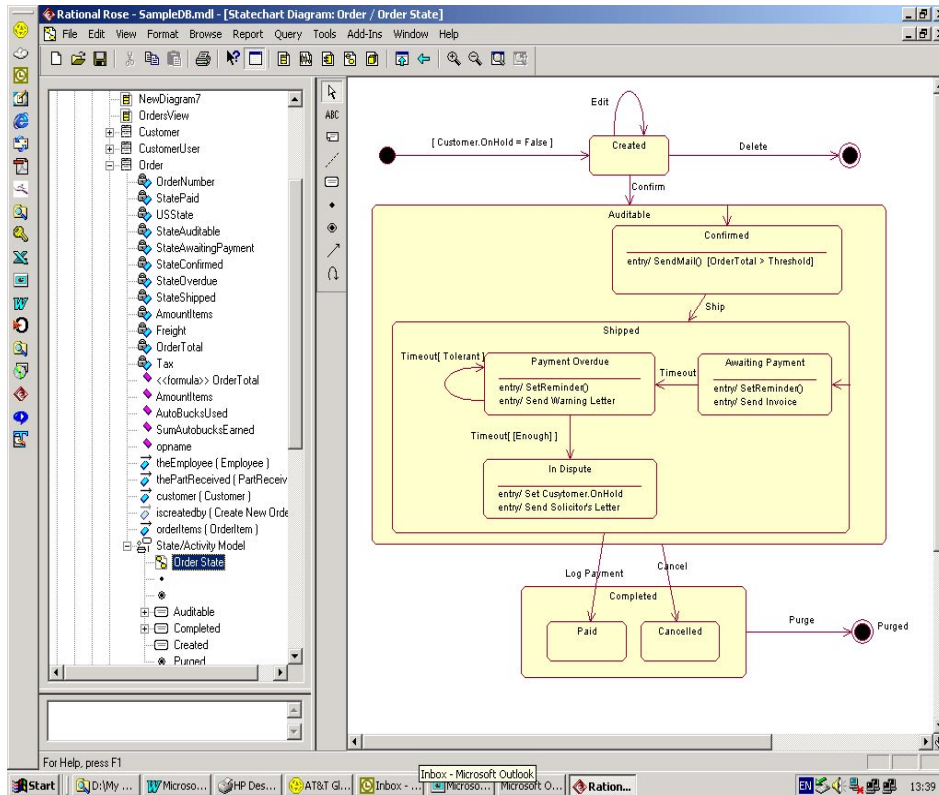 Rational Rose - SampleDB.mdl - [Statechart Diagram: Order / Order State]
File Edit View Format Browse Report Query Tools Add-Ins Window Help
NewDiagram7
OrdersView
Customer
CustomerUser
Order
OrderNumber
StatePaid
USState
StateAuditable
StateAwaitingPayment
StateConfirmed
StateOverdue
StateShipped
AmountItems
Freight
OrderTotal
Tax
<<formula>> OrderTotal
AmountItems
AutoBucksUsed
SumAutobucksEarned
opname
theEmployee ( Employee )
thePartReceived ( PartReceiv
customer ( Customer )
iscreatedby ( Create New Orde
orderItems ( OrderItem )
State/Activity Model
Order State
Auditable
Completed
Created
Purged
ABC
Edit
[ Customer.OnHold = False ]
Created
Delete
Confirm
Auditable
Confirmed
entry/ SendMail() [OrderTotal > Threshold]
Ship
Shipped
Timeout[ Tolerant ]
Payment Overdue
entry/ SetReminder()
entry/ Send Warning Letter
Timeout
Awaiting Payment
entry/ SetReminder()
entry/ Send Invoice
Timeout[ [Enough] ]
In Dispute
entry/ Set Cusytomer.OnHold
entry/ Send Solicitor's Letter
Log Payment
Cancel
Completed
Paid
Cancelled
Purge
Purged
For Help, press F1
Inbox - Microsoft Outlook
Start
D:\My ...
Microso...
HP Des...
AT&T Gl...
Inbox - ...
Microso...
Microsoft O...
Ration...
EN
13:39